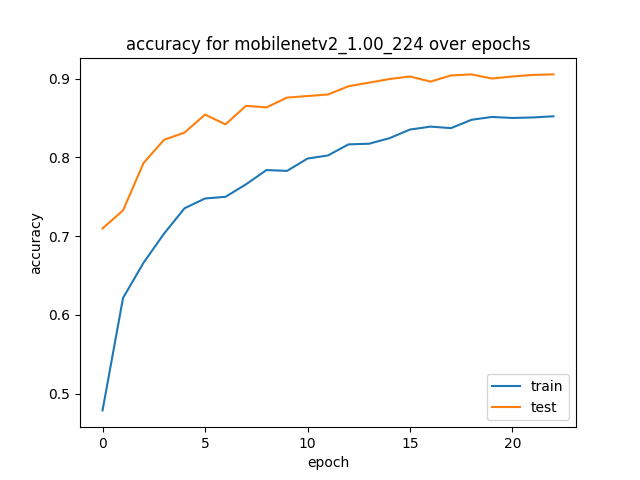 accuracy for mobilenetv2_1.00_224 over epochs
accuracy
0.9
0.8
0.7
0.6
0.5
0 5 10 15 20
epoch
train
test